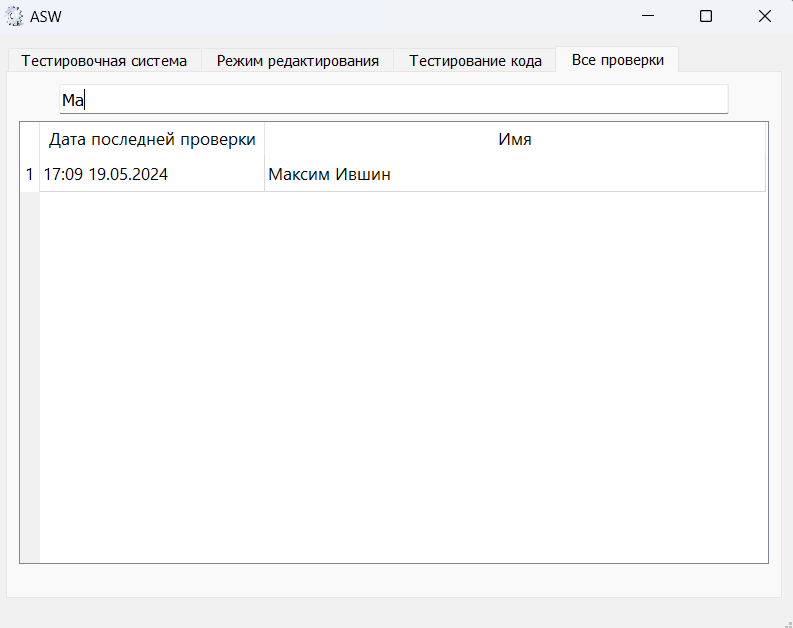 ASW
Тестировочная система Режим редактирования Тестирование кода Все проверки
Ма
Дата последней проверки Имя
1 17:09 19.05.2024 Максим Ившин